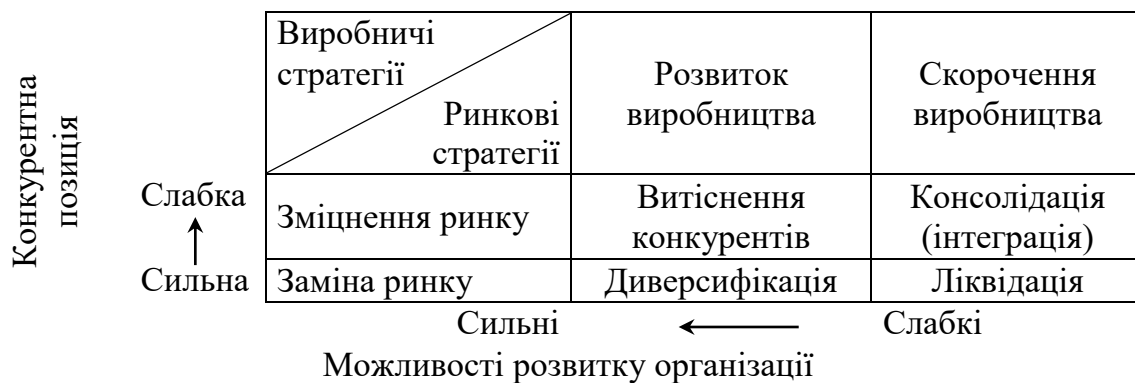 Конкурентна
позиція
Виробничі
стратегії
Ринкові
стратегії
Розвиток
виробництва
Скорочення
виробництва
Слабка
Зміцнення ринку
Витіснення
конкурентів
Консолідація
(інтеграція)
Сильна
Заміна ринку
Диверсифікація
Ліквідація
Сильні
Слабкі
Можливості розвитку організації